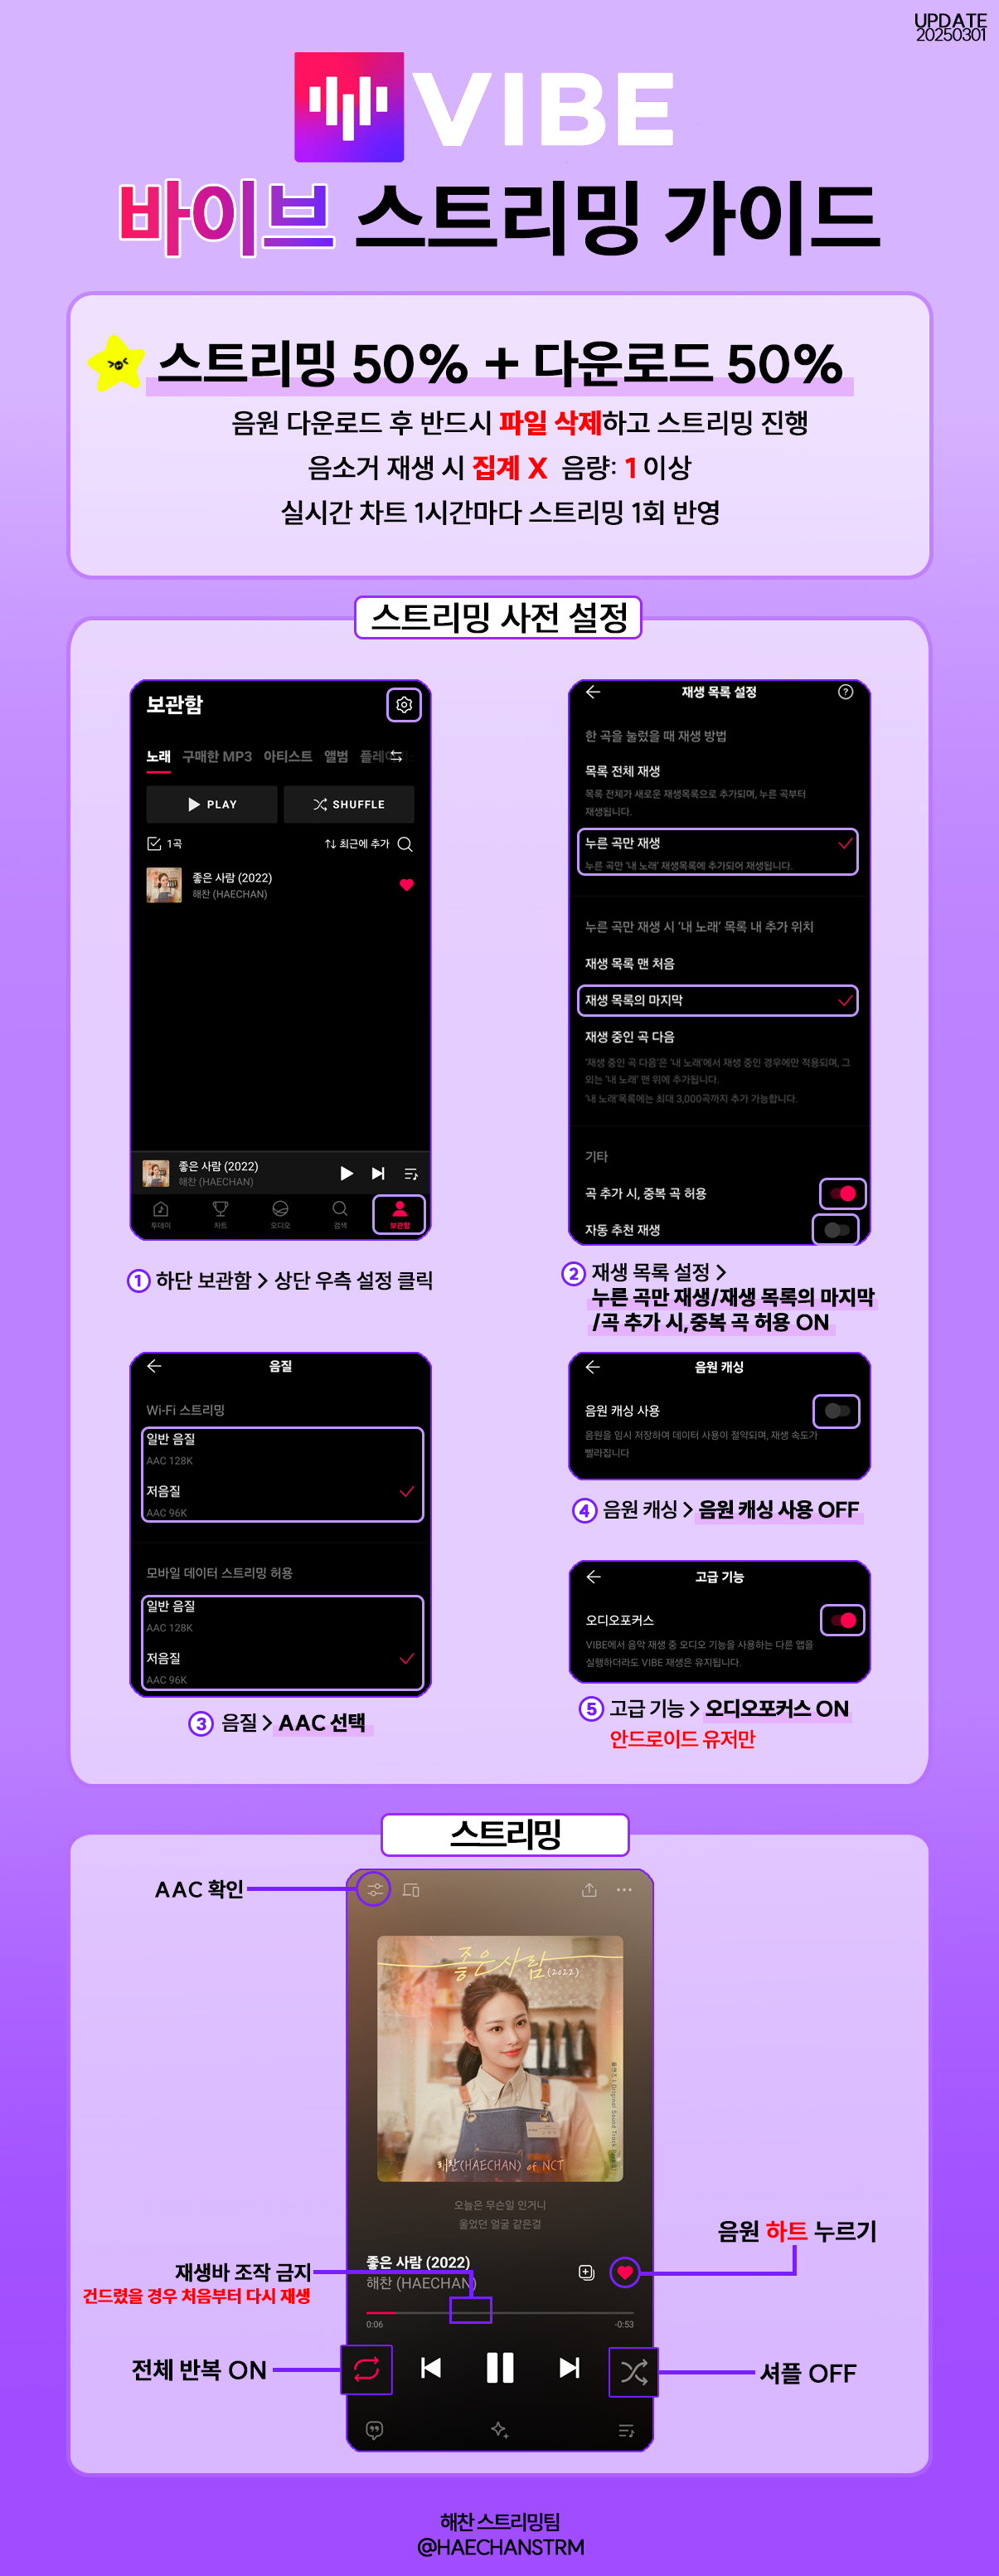 UPDATE
20250301
VIBE
바이브 스트리밍 가이드
스트리밍 50% + 다운로드 50%
음원 다운로드 후 반드시 파일 삭제하고 스트리밍 진행
음소거 재생 시 집계 X 음량: 1 이상
실시간 차트 1시간마다 스트리밍 1회 반영
스트리밍 사전 설정
보관함
노래 구매한 MP3 아티스트 앨범 플레이
PLAY
SHUFFLE
1곡
↑↓ 최근에 추가
좋은 사람 (2022)
해찬 (HAECHAN)
좋은 사람 (2022)
해찬 (HAECHAN)
투데이 차트 오디오 검색 보관함
① 하단 보관함 > 상단 우측 설정 클릭
재생 목록 설정
?
한 곡을 눌렀을 때 재생 방법
목록 전체 재생
목록 전체가 새로운 재생목록으로 추가되며, 누른 곡부터
재생됩니다.
누른 곡만 재생
누른 곡만 '내 노래' 재생목록에 추가되어 재생됩니다.
누른 곡만 재생 시 '내 노래' 목록 내 추가 위치
재생 목록 맨 처음
재생 목록의 마지막
재생 중인 곡 다음
'재생 중인 곡 다음'은 '내 노래'에서 재생 중인 경우에만 적용되며, 그
외는 '내 노래' 맨 위에 추가됩니다.
'내 노래'목록에는 최대 3,000곡까지 추가 가능합니다.
기타
곡 추가 시, 중복 곡 허용
자동 추천 재생
② 재생 목록 설정 >
누른 곡만 재생/재생 목록의 마지막
/곡 추가 시,중복 곡 허용 ON
음질
Wi-Fi 스트리밍
일반 음질
AAC 128K
저음질
AAC 96K
모바일 데이터 스트리밍 허용
일반 음질
AAC 128K
저음질
AAC 96K
③ 음질 > AAC 선택
음원 캐싱
음원 캐싱 사용
음원을 임시 저장하여 데이터 사용이 절약되며, 재생 속도가
빨라집니다
④ 음원 캐싱 > 음원 캐싱 사용 OFF
고급 기능
오디오포커스
VIBE에서 음악 재생 중 오디오 기능을 사용하는 다른 앱을
실행하더라도 VIBE 재생은 유지됩니다.
⑤ 고급 기능 > 오디오포커스 ON
안드로이드 유저만
스트리밍
AAC 확인
좋은사람(2022)
해찬(HAECHAN) of NCT
오늘은 무슨일 인거니
울었던 얼굴 같은걸
음원 하트 누르기
좋은 사람 (2022)
해찬 (HAECHAN)
재생바 조작 금지
건드렸을 경우 처음부터 다시 재생
0:06
-0:53
전체 반복 ON
셔플 OFF
해찬 스트리밍팀
@HAECHANSTRM